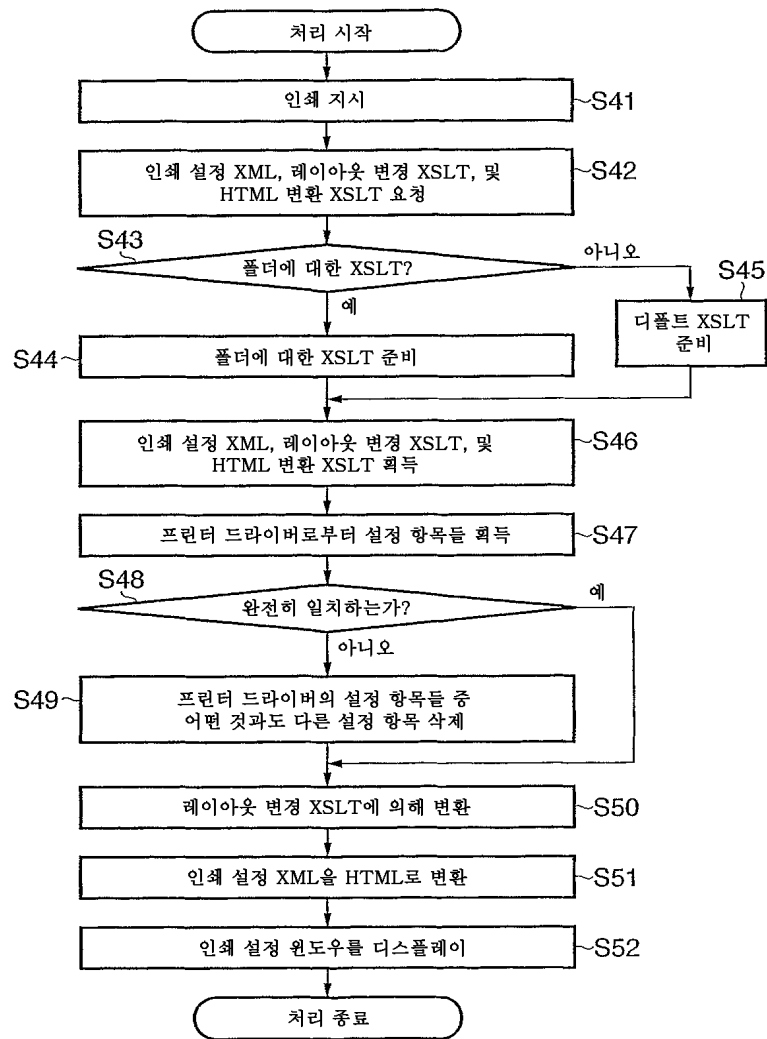 처리 시작
인쇄 지시
S41
인쇄 설정 XML, 레이아웃 변경 XSLT, 및
HTML 변환 XSLT 요청
S42
S43
폴더에 대한 XSLT?
아니오
예
S45
디폴트 XSLT
준비
S44
폴더에 대한 XSLT 준비
인쇄 설정 XML, 레이아웃 변경 XSLT, 및
HTML 변환 XSLT 획득
S46
프린터 드라이버로부터 설정 항목들 획득
S47
S48
완전히 일치하는가?
예
아니오
S49
프린터 드라이버의 설정 항목들 중
어떤 것과도 다른 설정 항목 삭제
레이아웃 변경 XSLT에 의해 변환
S50
인쇄 설정 XML을 HTML로 변환
S51
인쇄 설정 윈도우를 디스플레이
S52
처리 종료